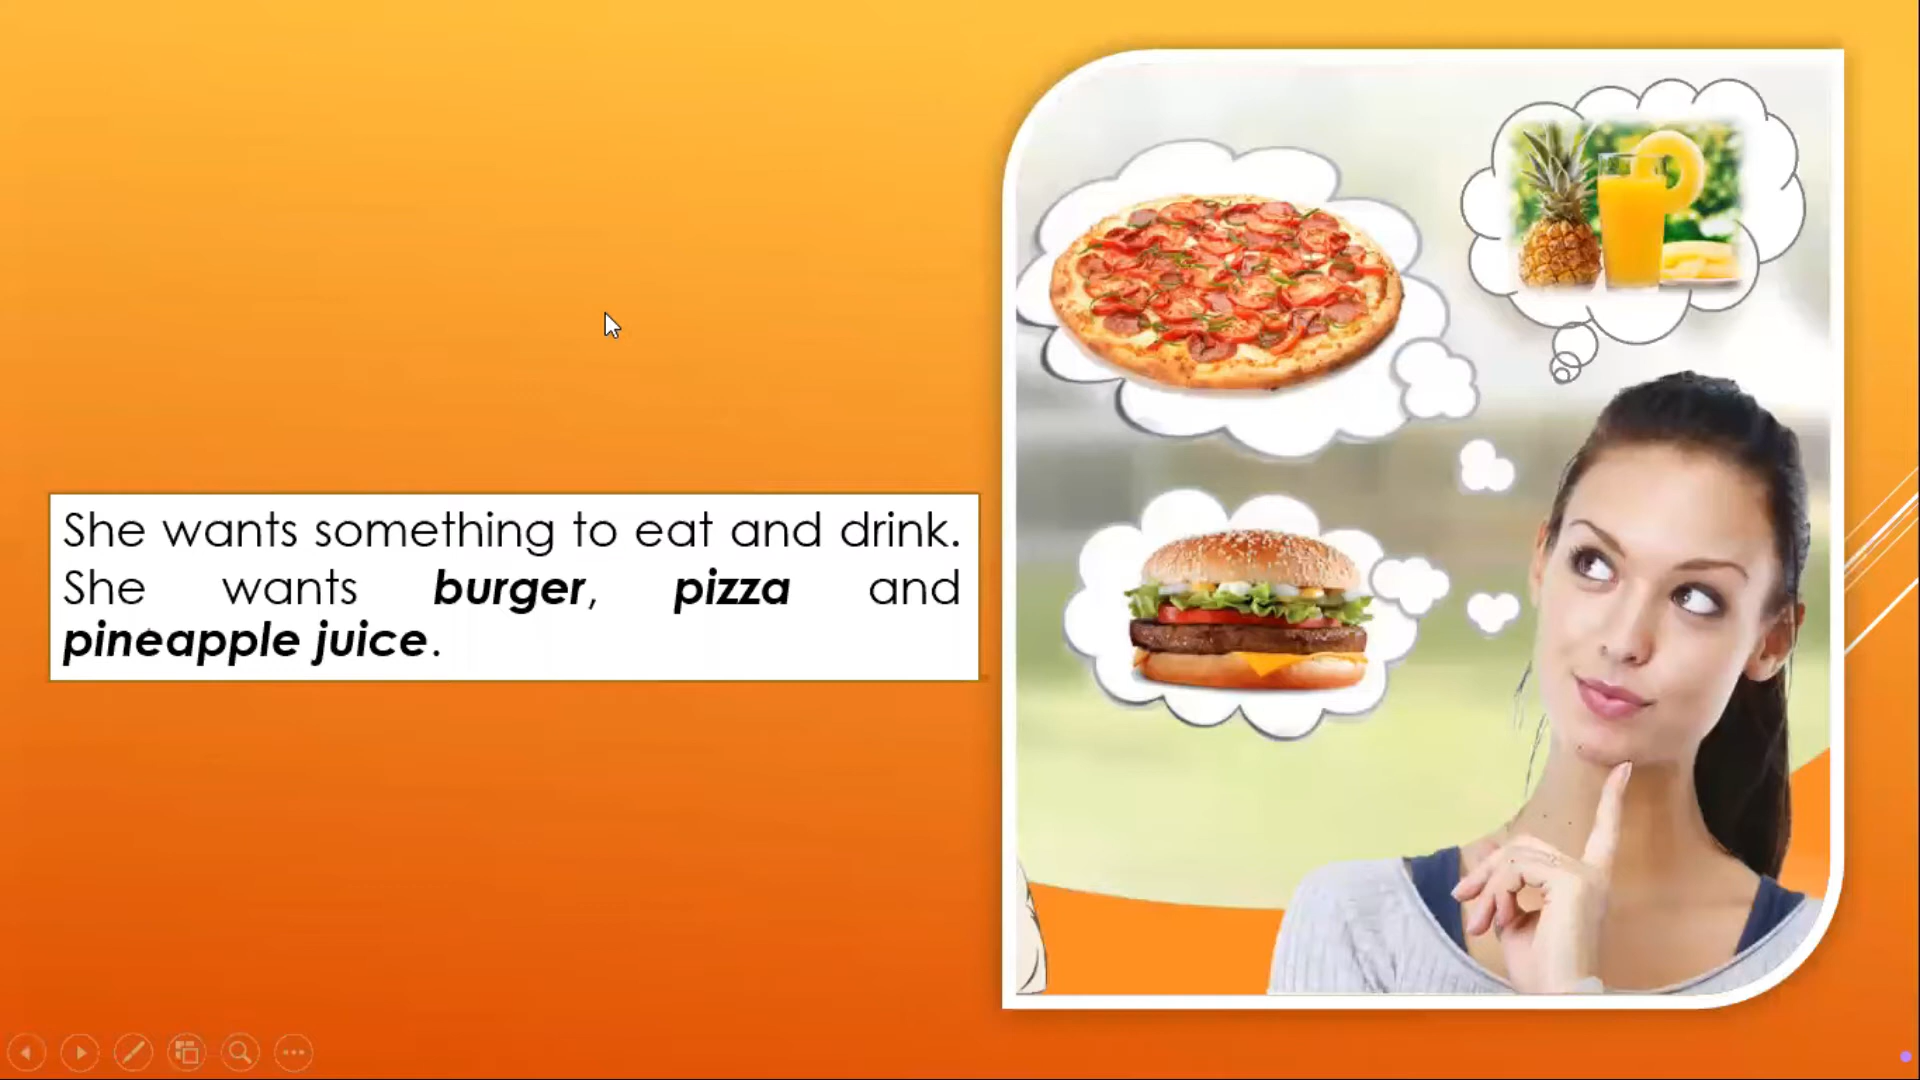 She wants something to eat and drink.
She wants burger, pizza and
pineapple juice.